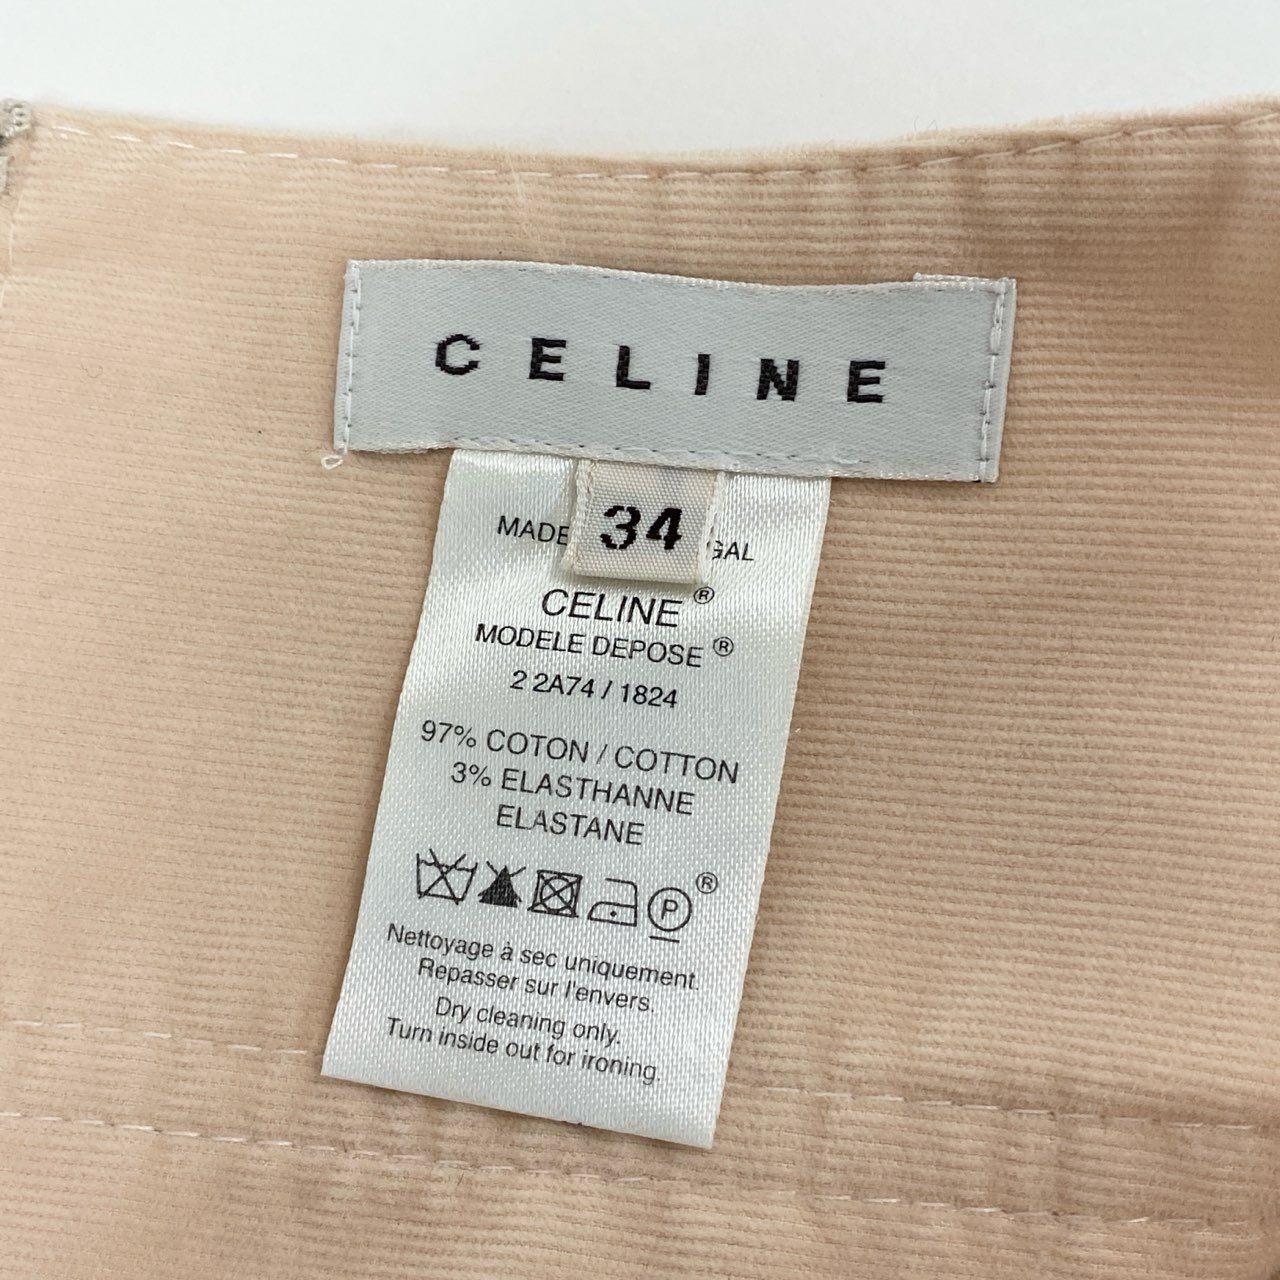 CELINE
34
MADE
CELINE®
MODELE DEPOSE®
2 2A74 / 1824
97% COTON / COTTON
3% ELASTHANNE
ELASTANE
P ®
Nettoyage à sec uniquement.
Repasser sur l'envers.
Dry cleaning only.
Turn inside out for ironing.